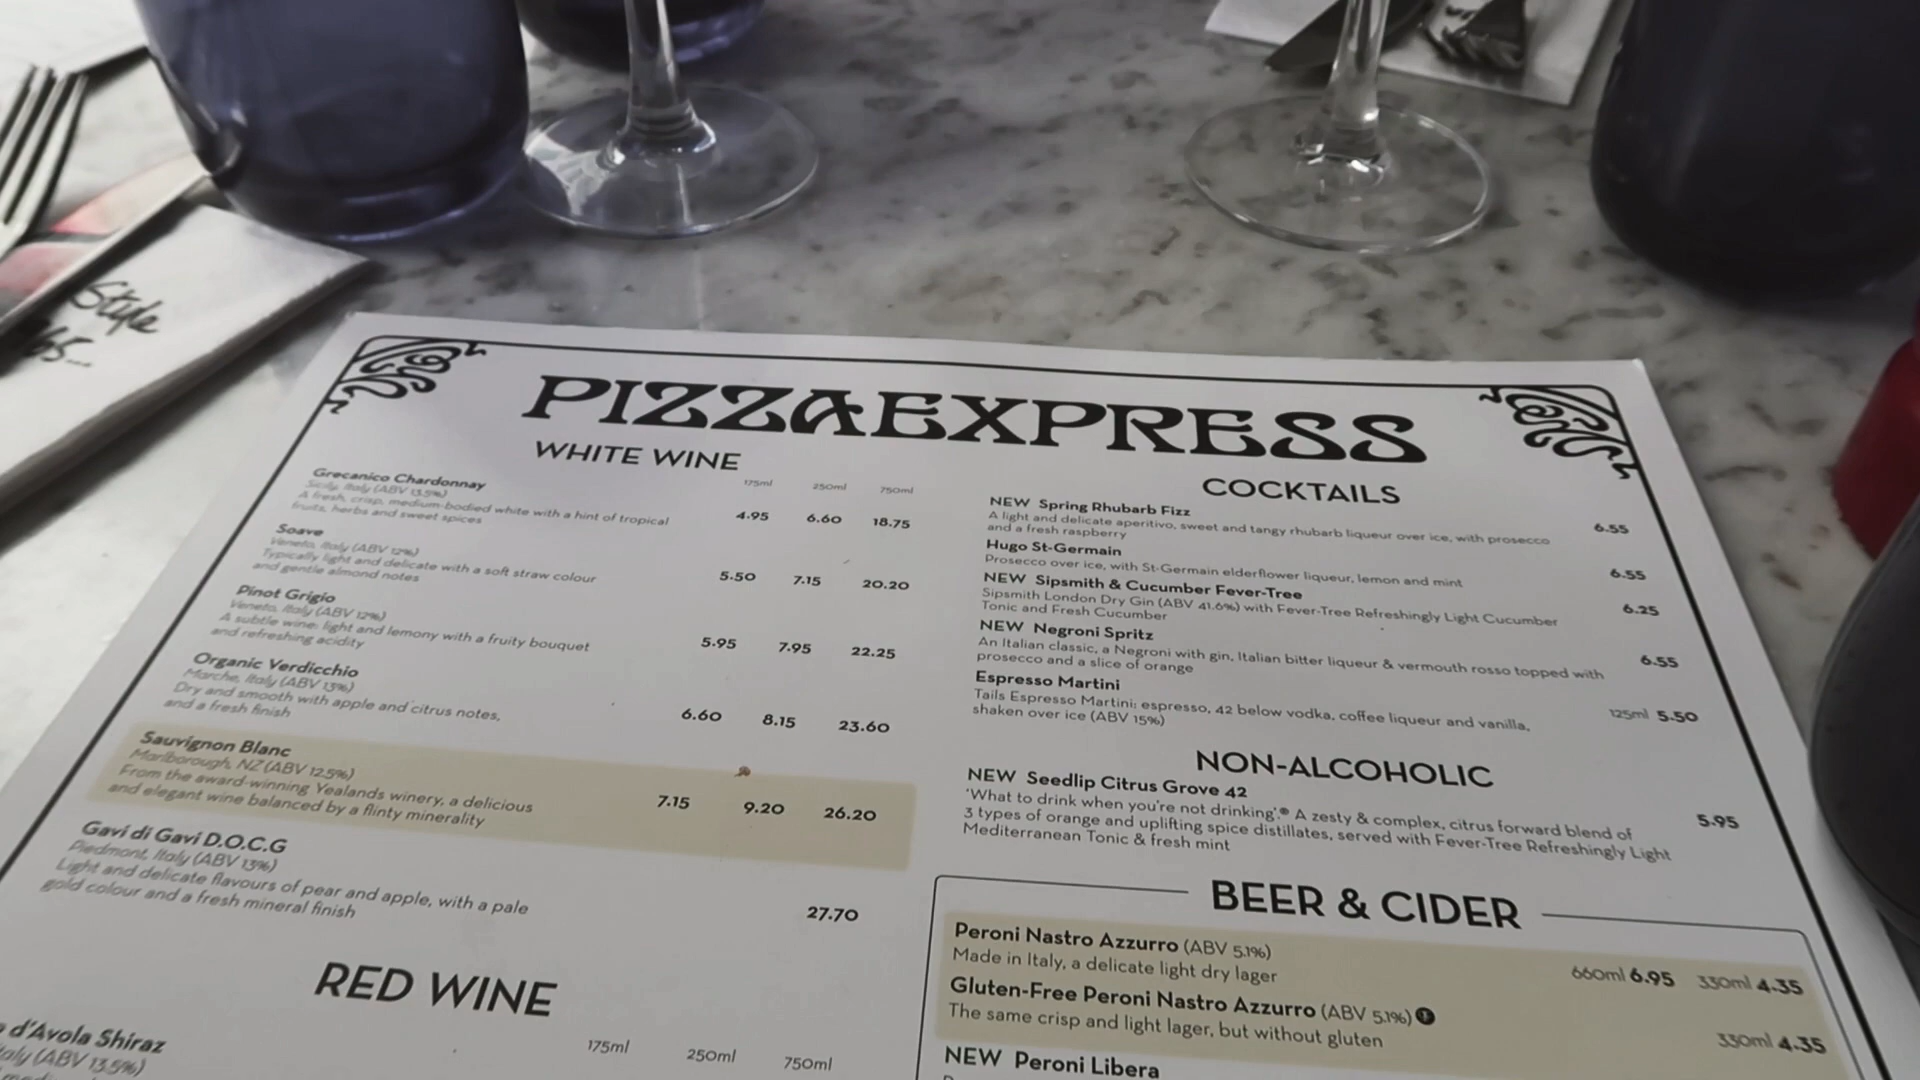 Style
PIZZAEXPRESS
WHITE WINE
175ml 250ml 750ml
Grecanico Chardonnay
Sicily, Italy (ABV 13.5%)
A fresh, crisp, medium-bodied white with a hint of tropical
fruits, herbs and sweet spices
4.95 6.60 18.75
Soave
Veneto, Italy (ABV 12%)
Typically light and delicate with a soft straw colour
and gentle almond notes
5.50 7.15 20.20
Pinot Grigio
Veneto, Italy (ABV 12%)
A subtle wine; light and lemony with a fruity bouquet
and refreshing acidity
5.95 7.95 22.25
Organic Verdicchio
Marche, Italy (ABV 13%)
Dry and smooth with apple and citrus notes,
and a fresh finish
6.60 8.15 23.60
Sauvignon Blanc
Marlborough, NZ (ABV 12.5%)
From the award-winning Yealands winery, a delicious
and elegant wine balanced by a flinty minerality
7.15 9.20 26.20
Gavi di Gavi D.O.C.G
Piedmont, Italy (ABV 13%)
Light and delicate flavours of pear and apple, with a pale
gold colour and a fresh mineral finish
27.70
RED WINE
175ml 250ml 750ml
d'Avola Shiraz
(ABV 13.5%)
COCKTAILS
NEW Spring Rhubarb Fizz
A light and delicate aperitivo, sweet and tangy rhubarb liqueur over ice, with prosecco
and a fresh raspberry
6.55
Hugo St-Germain
Prosecco over ice, with St-Germain elderflower liqueur, lemon and mint
6.55
NEW Sipsmith & Cucumber Fever-Tree
Sipsmith London Dry Gin (ABV 41.6%) with Fever-Tree Refreshingly Light Cucumber
Tonic and Fresh Cucumber
6.25
NEW Negroni Spritz
An Italian classic, a Negroni with gin, Italian bitter liqueur & vermouth rosso topped with
prosecco and a slice of orange
6.55
Espresso Martini
Tails Espresso Martini; espresso, 42 below vodka, coffee liqueur and vanilla,
shaken over ice (ABV 15%)
125ml 5.50
NON-ALCOHOLIC
NEW Seedlip Citrus Grove 42
'What to drink when you're not drinking'.® A zesty & complex, citrus forward blend of
3 types of orange and uplifting spice distillates, served with Fever-Tree Refreshingly Light
Mediterranean Tonic & fresh mint
5.95
BEER & CIDER
Peroni Nastro Azzurro (ABV 5.1%)
Made in Italy, a delicate light dry lager
660ml 6.95 330ml 4.35
Gluten-Free Peroni Nastro Azzurro (ABV 5.1%)
The same crisp and light lager, but without gluten
330ml 4.35
NEW Peroni Libera